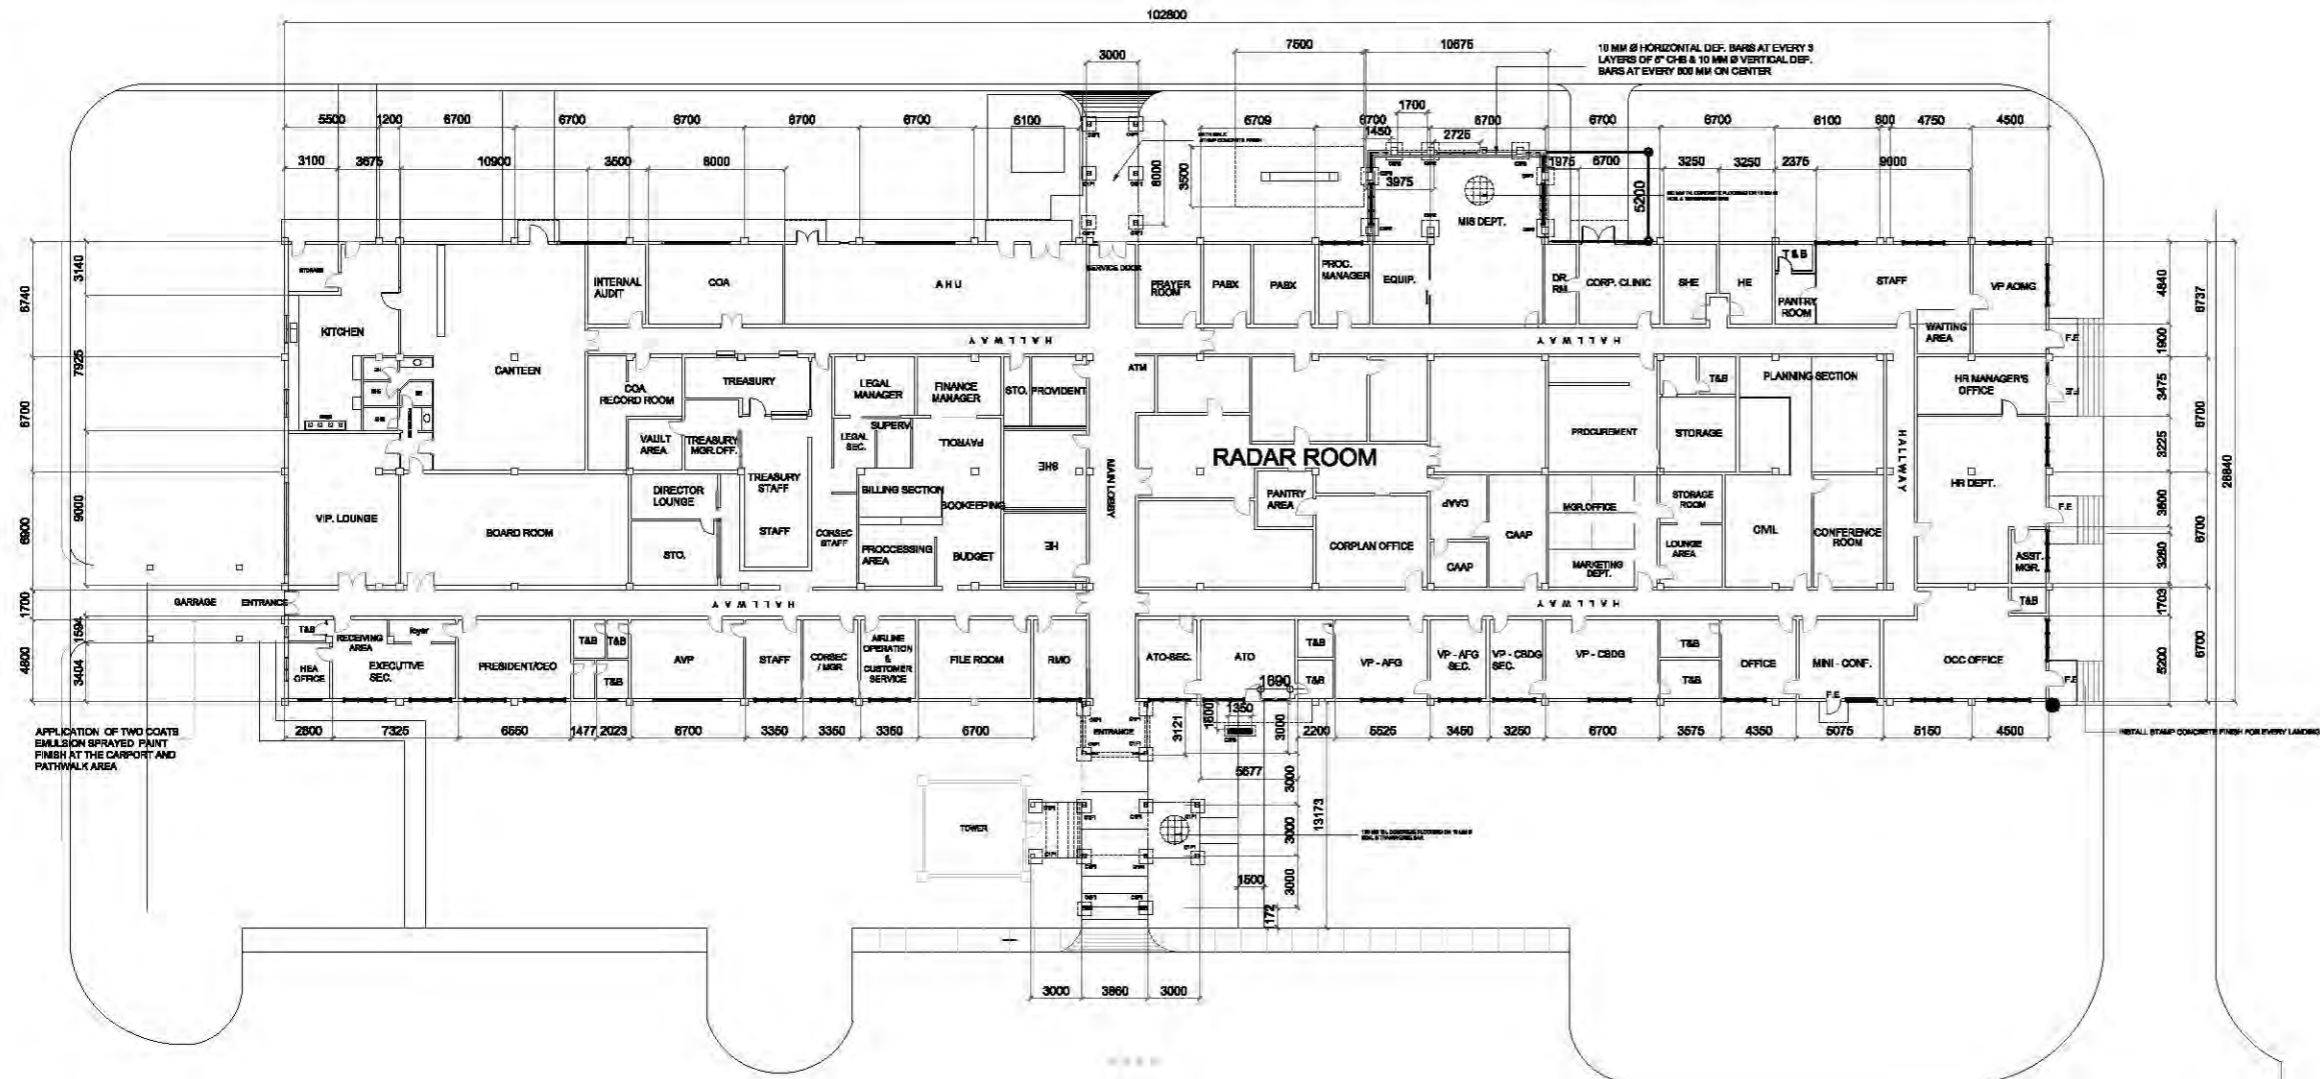 102800
3000
7500
10675
10 MM Ø HORIZONTAL DEF. BARS AT EVERY 3
LAYERS OF 6" CHB & 10 MM Ø VERTICAL DEF.
BARS AT EVERY 600 MM ON CENTER
5500
1200
6700
6700
6700
6700
6700
6100
6709
6700
1700
6700
6700
6700
6100
600
4750
4500
1450
2725
3100
3675
10900
3500
8000
6000
3500
3975
1975
6700
5200
3250
3250
2375
9900
MIS DEPT.
3140
6740
STORAGE
INTERNAL
AUDIT
COA
AHU
SERVICE DOOR
PRAYER
ROOM
PABX
PABX
PROC.
MANAGER
EQUIP.
DR.
RM
CORP. CLINIC
SHE
HE
T & B
PANTRY
ROOM
STAFF
VP AOMG
4840
6737
KITCHEN
HALLWAY
HALLWAY
WAITING
AREA
1900
F.E
7925
CANTEEN
COA
RECORD ROOM
TREASURY
LEGAL
MANAGER
FINANCE
MANAGER
STO.
PROVIDENT
ATM
T&B
PLANNING SECTION
HR MANAGER'S
OFFICE
3475
F.E
6700
VAULT
AREA
TREASURY
MGR.OFF.
LEGAL
SEC.
SUPERV.
PAYROLL
PROCUREMENT
STORAGE
HALLWAY
3225
6700
28840
SHE
MAIN LOBBY
RADAR ROOM
9000
6900
VIP. LOUNGE
BOARD ROOM
DIRECTOR
LOUNGE
STO.
TREASURY
STAFF
STAFF
CORSEC
STAFF
BILLING SECTION
BOOKEEPING
PROCCESSING
AREA
BUDGET
HE
PANTRY
AREA
CORPLAN OFFICE
CAAP
CAAP
CAAP
MGR.OFFICE
MARKETING
DEPT.
STORAGE
ROOM
LOUNGE
AREA
CIVIL
CONFERENCE
ROOM
HR DEPT.
ASST.
MGR.
3600
F.E
6700
3260
1700
GARRAGE
ENTRANCE
HALLWAY
HALLWAY
T&B
1703
1594
4800
3404
T&B
RECEIVING
AREA
foyer
HEA
OFFICE
EXECUTIVE
SEC.
PRESIDENT/CEO
T&B
T&B
T&B
AVP
STAFF
CORSEC
/ MGR
AIRLINE
OPERATION
&
CUSTOMER
SERVICE
FILE ROOM
RMO
ATO-SEC.
ATO
T&B
T&B
VP - AFG
VP - AFG
SEC.
VP - CBDG
SEC.
VP - CBDG
T&B
T&B
OFFICE
MINI - CONF.
F.E
OCC OFFICE
F.E
5200
6700
1690
APPLICATION OF TWO COATS
EMULSION SPRAYED PAINT
FINISH AT THE CARPORT AND
PATHWALK AREA
2800
7325
6550
1477
2023
6700
3350
3350
3350
6700
ENTRANCE
3121
1350
3000
2200
5525
3450
3250
6700
3575
4350
5075
5150
4500
INSTALL STAMP CONCRETE FINISH FOR EVERY LANDING
5677
3000
TOWER
3000
13173
1500
3000
172
3000
3860
3000